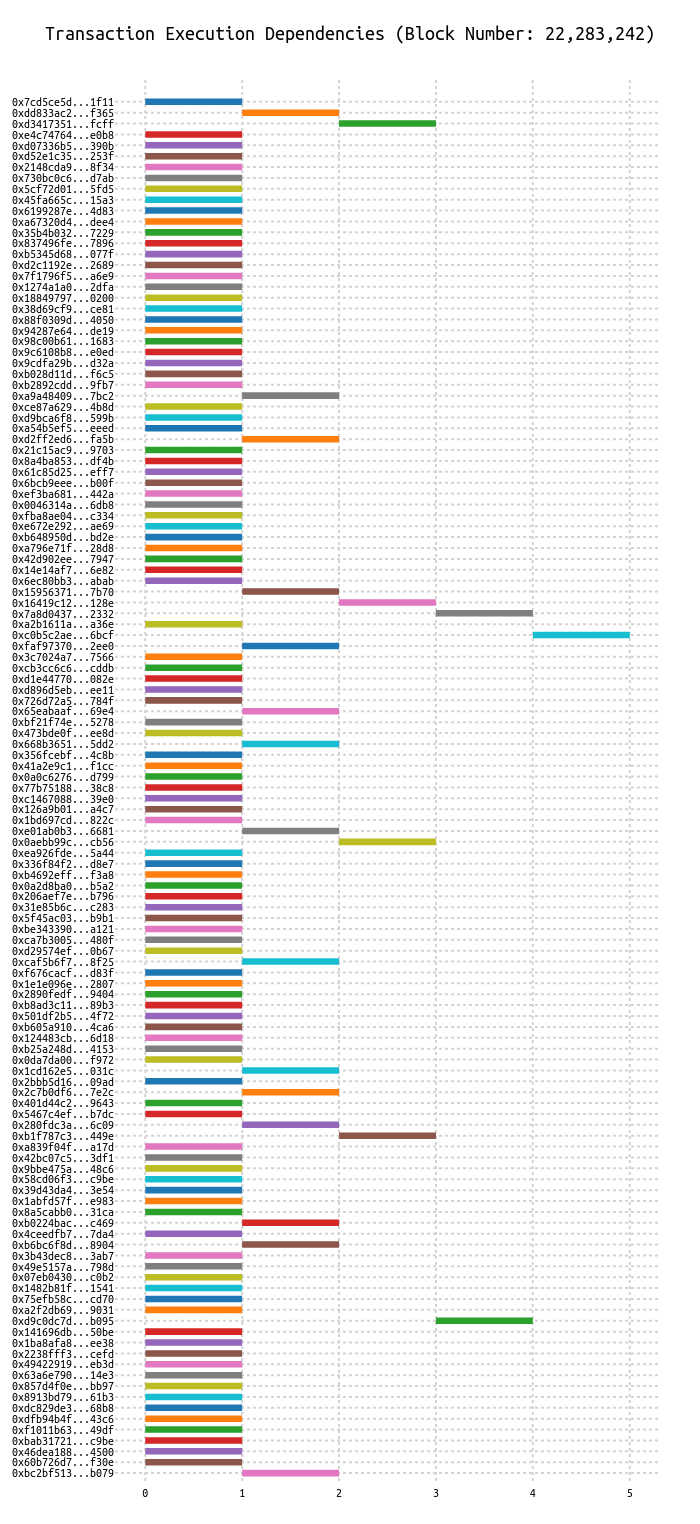 Transaction Execution Dependencies (Block Number: 22,283,242)
0x7cd5ce5d...1f11
0xdd833ac2...f365
0xd3417351...fcff
0xe4c74764...e0b8
0xd07336b5...390b
0xd52e1c35...253f
0x2148cda9...8f34
0x730bc0c6...d7ab
0x5cf72d01...5fd5
0x45fa665c...15a3
0x6199287e...4d83
0xa67320d4...dee4
0x35b4b032...7229
0x837496fe...7896
0xb5345d68...077f
0xd2c1192e...2689
0x7f1796f5...a6e9
0x1274a1a0...2dfa
0x18849797...0200
0x38d69cf9...ce81
0x88f0309d...4050
0x94287e64...de19
0x98c00b61...1683
0x9c6108b8...e0ed
0x9cdfa29b...d32a
0xb028d11d...f6c5
0xb2892cdd...9fb7
0xa9a48409...7bc2
0xce87a629...4b8d
0xd9bca6f8...599b
0xa54b5ef5...eeed
0xd2ff2ed6...fa5b
0x21c15ac9...9703
0x8a4ba853...df4b
0x61c85d25...eff7
0x6bcb9eee...b00f
0xef3ba681...442a
0x0046314a...6db8
0xfba8ae04...c334
0xe672e292...ae69
0xb648950d...bd2e
0xa796e71f...28d8
0x42d902ee...7947
0x14e14af7...6e82
0x6ec80bb3...abab
0x15956371...7b70
0x16419c12...128e
0x7a8d0437...2332
0xa2b1611a...a36e
0xc0b5c2ae...6bcf
0xfaf97370...2ee0
0x3c7024a7...7566
0xcb3cc6c6...cddb
0xd1e44770...082e
0xd896d5eb...ee11
0x726d72a5...784f
0x65eabaaf...69e4
0xbf21f74e...5278
0x473bde0f...ee8d
0x668b3651...5dd2
0x356fcebf...4c8b
0x41a2e9c1...f1cc
0x0a0c6276...d799
0x77b75188...38c8
0xc1467088...39e0
0x126a9b01...a4c7
0x1bd697cd...822c
0xe01ab0b3...6681
0x0aebb99c...cb56
0xea926fde...5a44
0x336f84f2...d8e7
0xb4692eff...f3a8
0x0a2d8ba0...b5a2
0x206aef7e...b796
0x31e85b6c...c283
0x5f45ac03...b9b1
0xbe343390...a121
0xca7b3005...480f
0xd29574ef...0b67
0xcaf5b6f7...8f25
0xf676cacf...d83f
0x1e1e096e...2807
0x2890fedf...9404
0xb8ad3c11...89b3
0x501df2b5...4f72
0xb605a910...4ca6
0x124483cb...6d18
0xb25a248d...4153
0x0da7da00...f972
0x1cd162e5...031c
0x2bbb5d16...09ad
0x2c7b0df6...7e2c
0x401d44c2...9643
0x5467c4ef...b7dc
0x280fdc3a...6c09
0xb1f787c3...449e
0xa839f04f...a17d
0x42bc07c5...3df1
0x9bbe475a...48c6
0x58cd06f3...c9be
0x39d43da4...3e54
0x1abfd57f...e983
0x8a5cabb0...31ca
0xb0224bac...c469
0x4ceedfb7...7da4
0xb6bc6f8d...8904
0x3b43dec8...3ab7
0x49e5157a...798d
0x07eb0430...c0b2
0x1482b81f...1541
0x75efb58c...cd70
0xa2f2db69...9031
0xd9c0dc7d...b095
0x141696db...50be
0x1ba8afa8...ee38
0x2238fff3...cefd
0x49422919...eb3d
0x63a6e790...14e3
0x857d4f0e...bb97
0x8913bd79...61b3
0xdc829de3...68b8
0xdfb94b4f...43c6
0xf1011b63...49df
0xbab31721...c9be
0x46dea188...4500
0x60b726d7...f30e
0xbc2bf513...b079
0 1 2 3 4 5